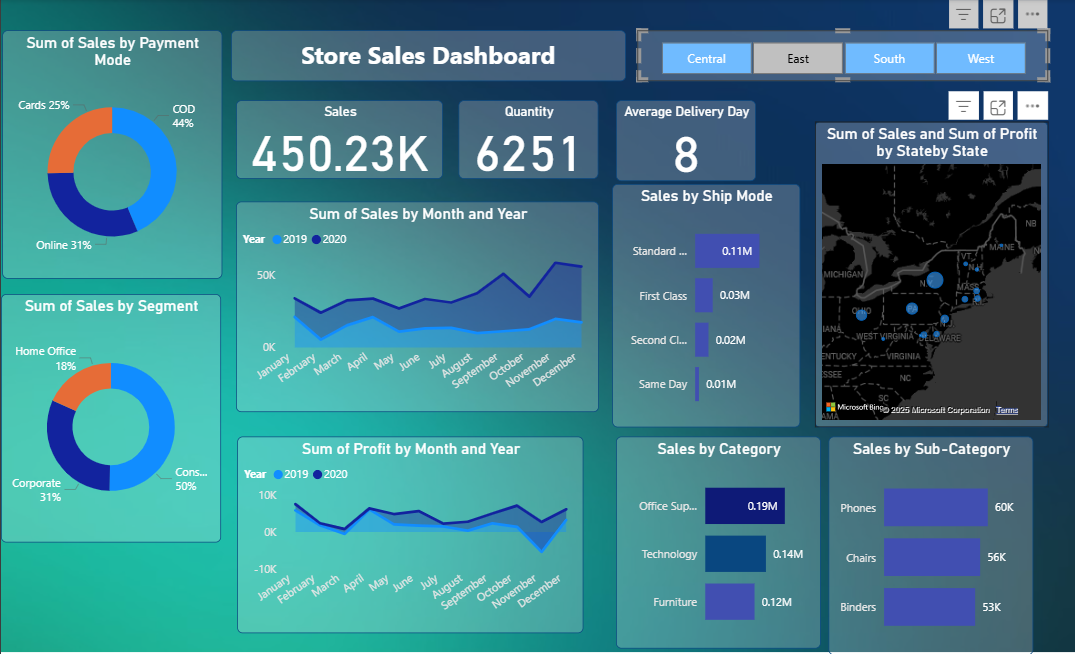 Sum of Sales by Payment
Mode
Cards 25%
COD
44%
Online 31%
Store Sales Dashboard
Central
East
South
West
Sales
450.23K
Quantity
6251
Average Delivery Day
8
Sum of Sales and Sum of Profit
by Stateby State
NB
MAINE
VT
N.H
MICHIGAN
MASS
OHIO
PA
WEST VIRGINIA
DELAWARE
ENTUCKY
VIRGINIA
SSEE
NC
SC
AMA
Microsoft Bing
© 2025 Microsoft Corporation
Terms
Sum of Sales by Month and Year
Year 2019 2020
50K
0K
January
February
March
April
May
June
July
August
September
October
November
December
Sales by Ship Mode
Standard ... 0.11M
First Class 0.03M
Second Cl... 0.02M
Same Day 0.01M
Sum of Sales by Segment
Home Office
18%
Corporate
31%
Cons...
50%
Sum of Profit by Month and Year
Year 2019 2020
10K
0K
-10K
January
February
March
April
May
June
July
August
September
October
November
December
Sales by Category
Office Sup... 0.19M
Technology 0.14M
Furniture 0.12M
Sales by Sub-Category
Phones 60K
Chairs 56K
Binders 53K